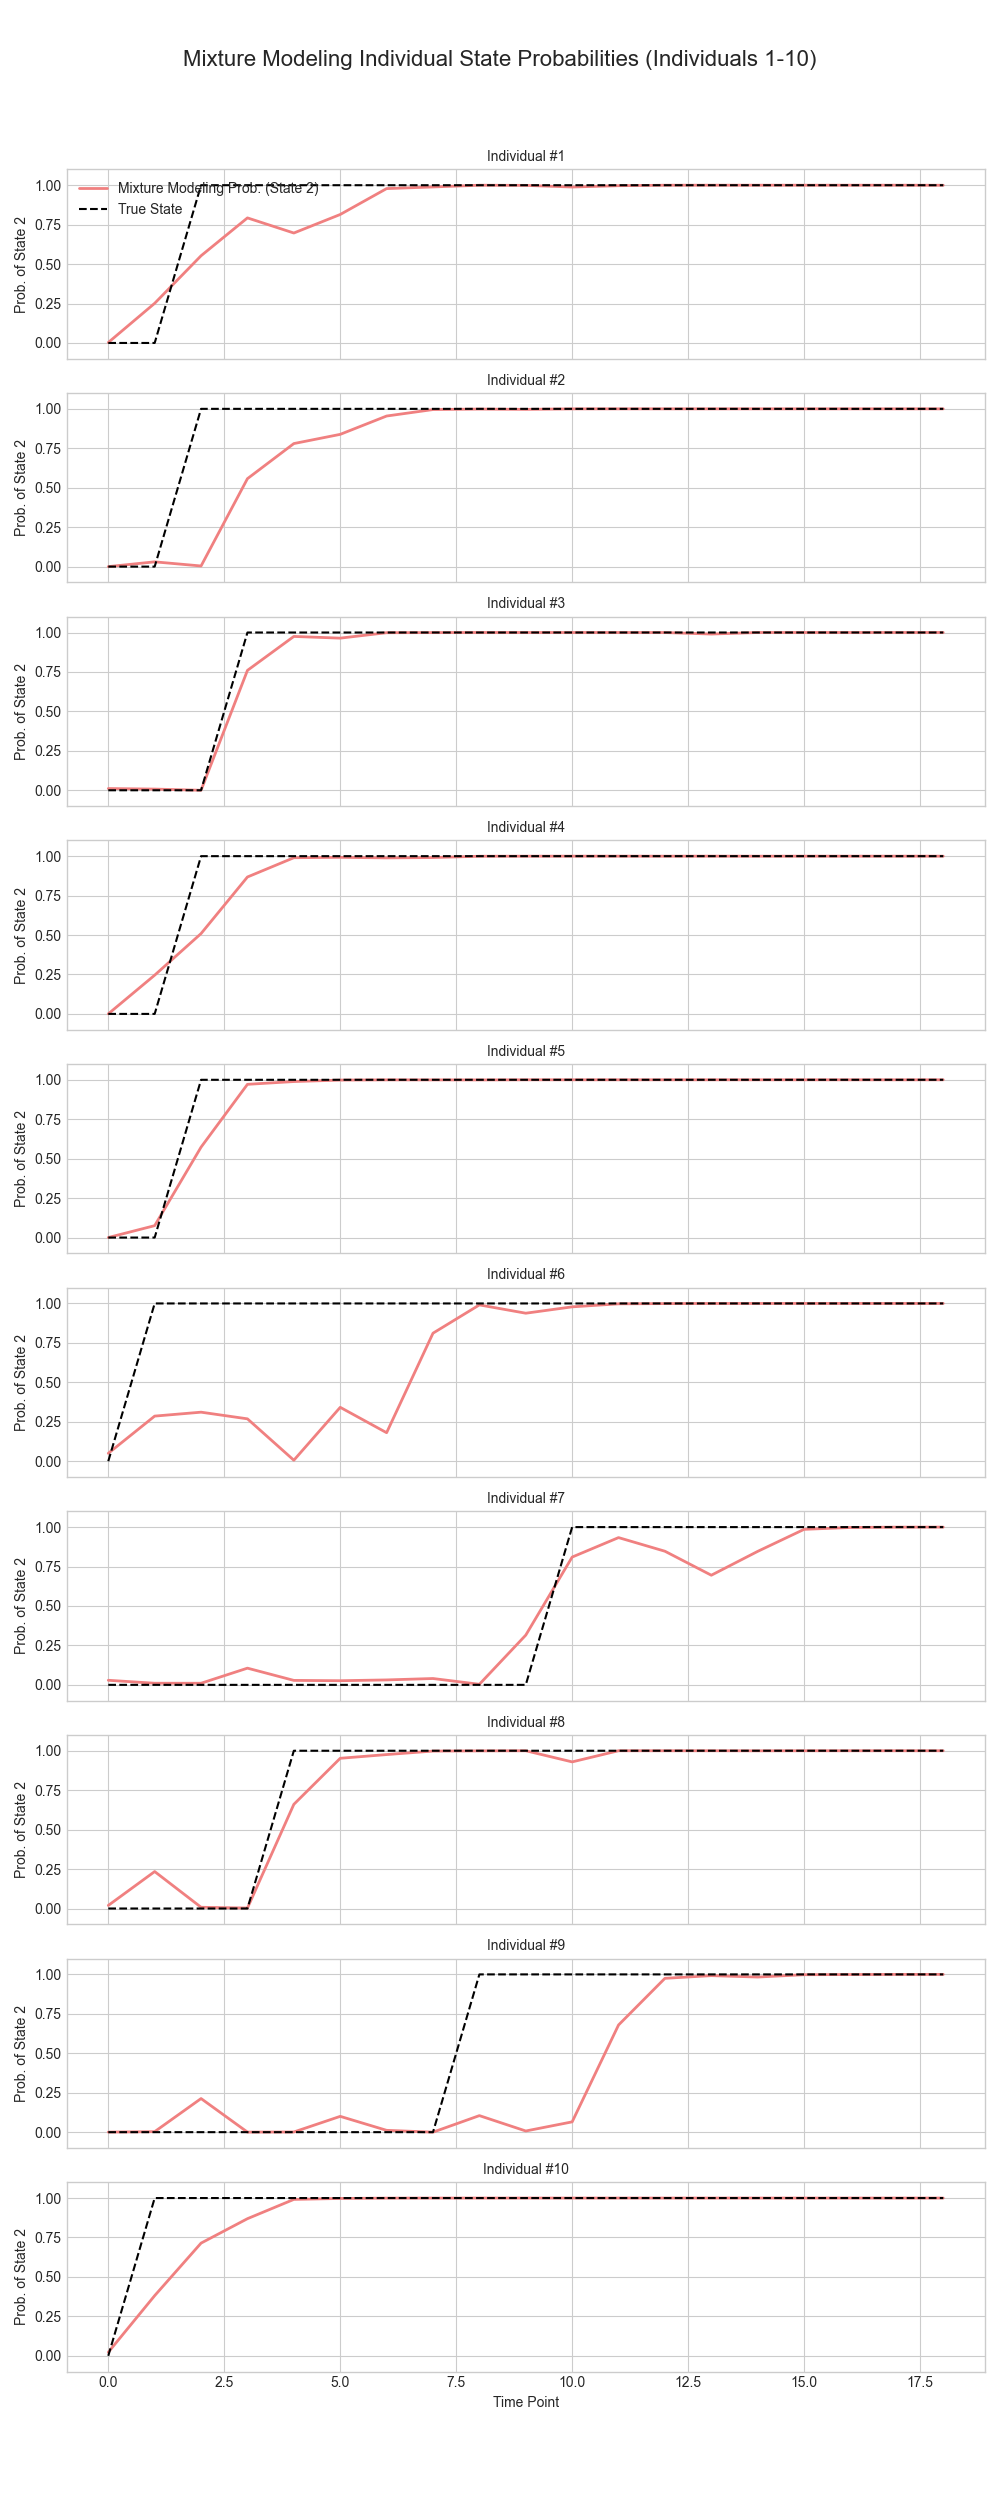 Mixture Modeling Individual State Probabilities (Individuals 1-10)
Individual #1
Mixture Modeling Prob. (State 2)
True State
Prob. of State 2
1.00
0.75
0.50
0.25
0.00
Individual #2
Prob. of State 2
1.00
0.75
0.50
0.25
0.00
Individual #3
Prob. of State 2
1.00
0.75
0.50
0.25
0.00
Individual #4
Prob. of State 2
1.00
0.75
0.50
0.25
0.00
Individual #5
Prob. of State 2
1.00
0.75
0.50
0.25
0.00
Individual #6
Prob. of State 2
1.00
0.75
0.50
0.25
0.00
Individual #7
Prob. of State 2
1.00
0.75
0.50
0.25
0.00
Individual #8
Prob. of State 2
1.00
0.75
0.50
0.25
0.00
Individual #9
Prob. of State 2
1.00
0.75
0.50
0.25
0.00
Individual #10
Prob. of State 2
1.00
0.75
0.50
0.25
0.00
0.0 2.5 5.0 7.5 10.0 12.5 15.0 17.5
Time Point